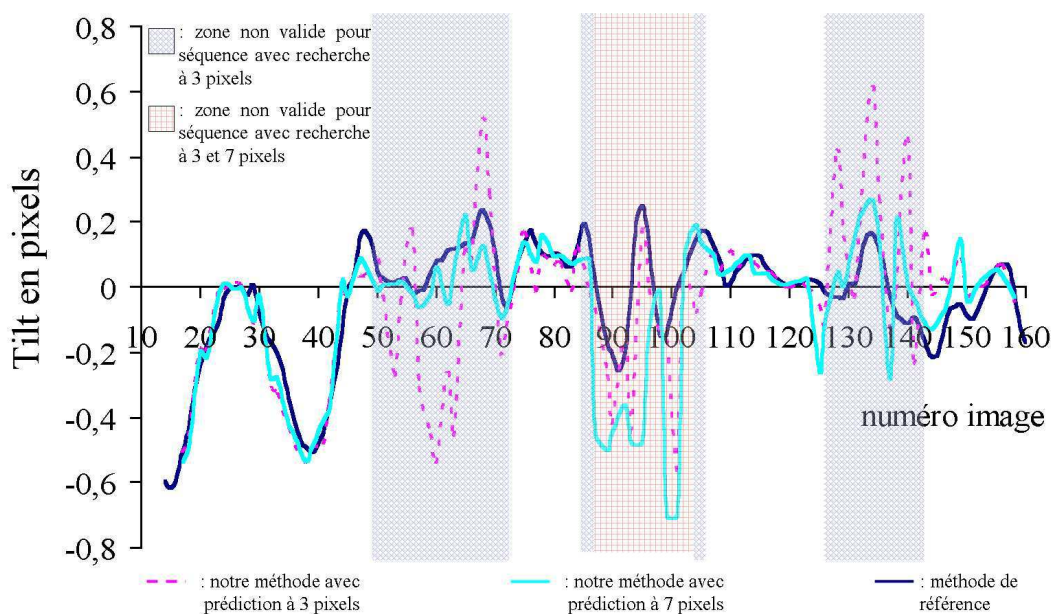 0,8
0,6
0,4
0,2
0
-0,2
-0,4
-0,6
-0,8
Tilt en pixels
: zone non valide pour
séquence avec recherche
à 3 pixels
: zone non valide pour
séquence avec recherche
à 3 et 7 pixels
10 20 30 40 50 60 70 80 90 100 110 120 130 140 150 160
numéro image
: notre méthode avec
prédiction à 3 pixels
: notre méthode avec
prédiction à 7 pixels
: méthode de
référence